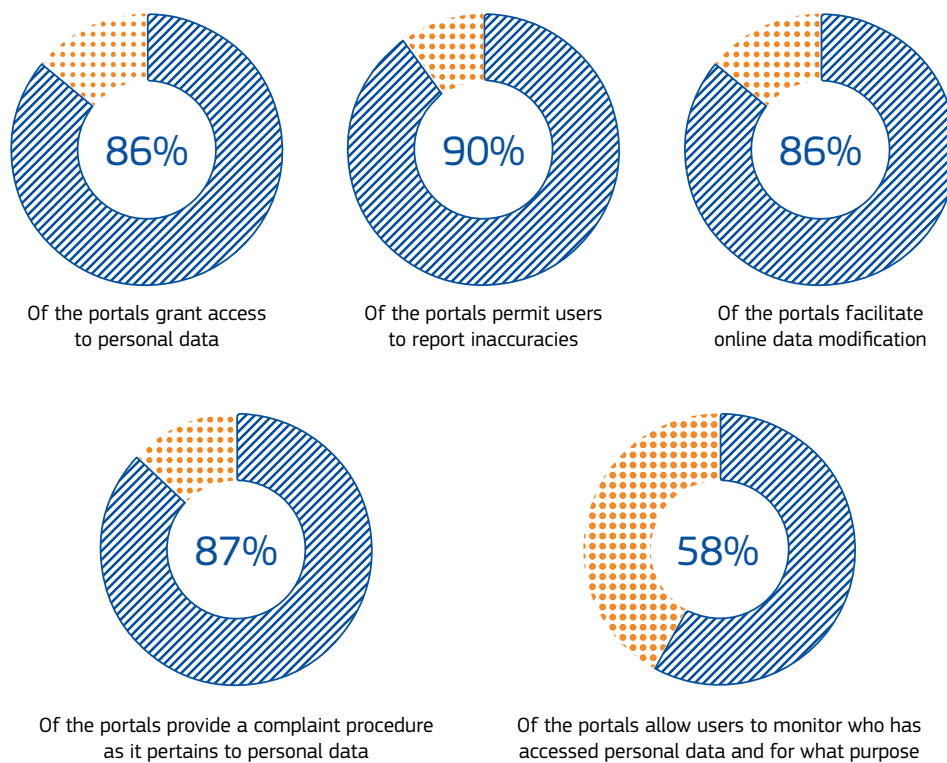 86%
90%
86%
Of the portals grant access
to personal data
Of the portals permit users
to report inaccuracies
Of the portals facilitate
online data modification
87%
58%
Of the portals provide a complaint procedure
as it pertains to personal data
Of the portals allow users to monitor who has
accessed personal data and for what purpose